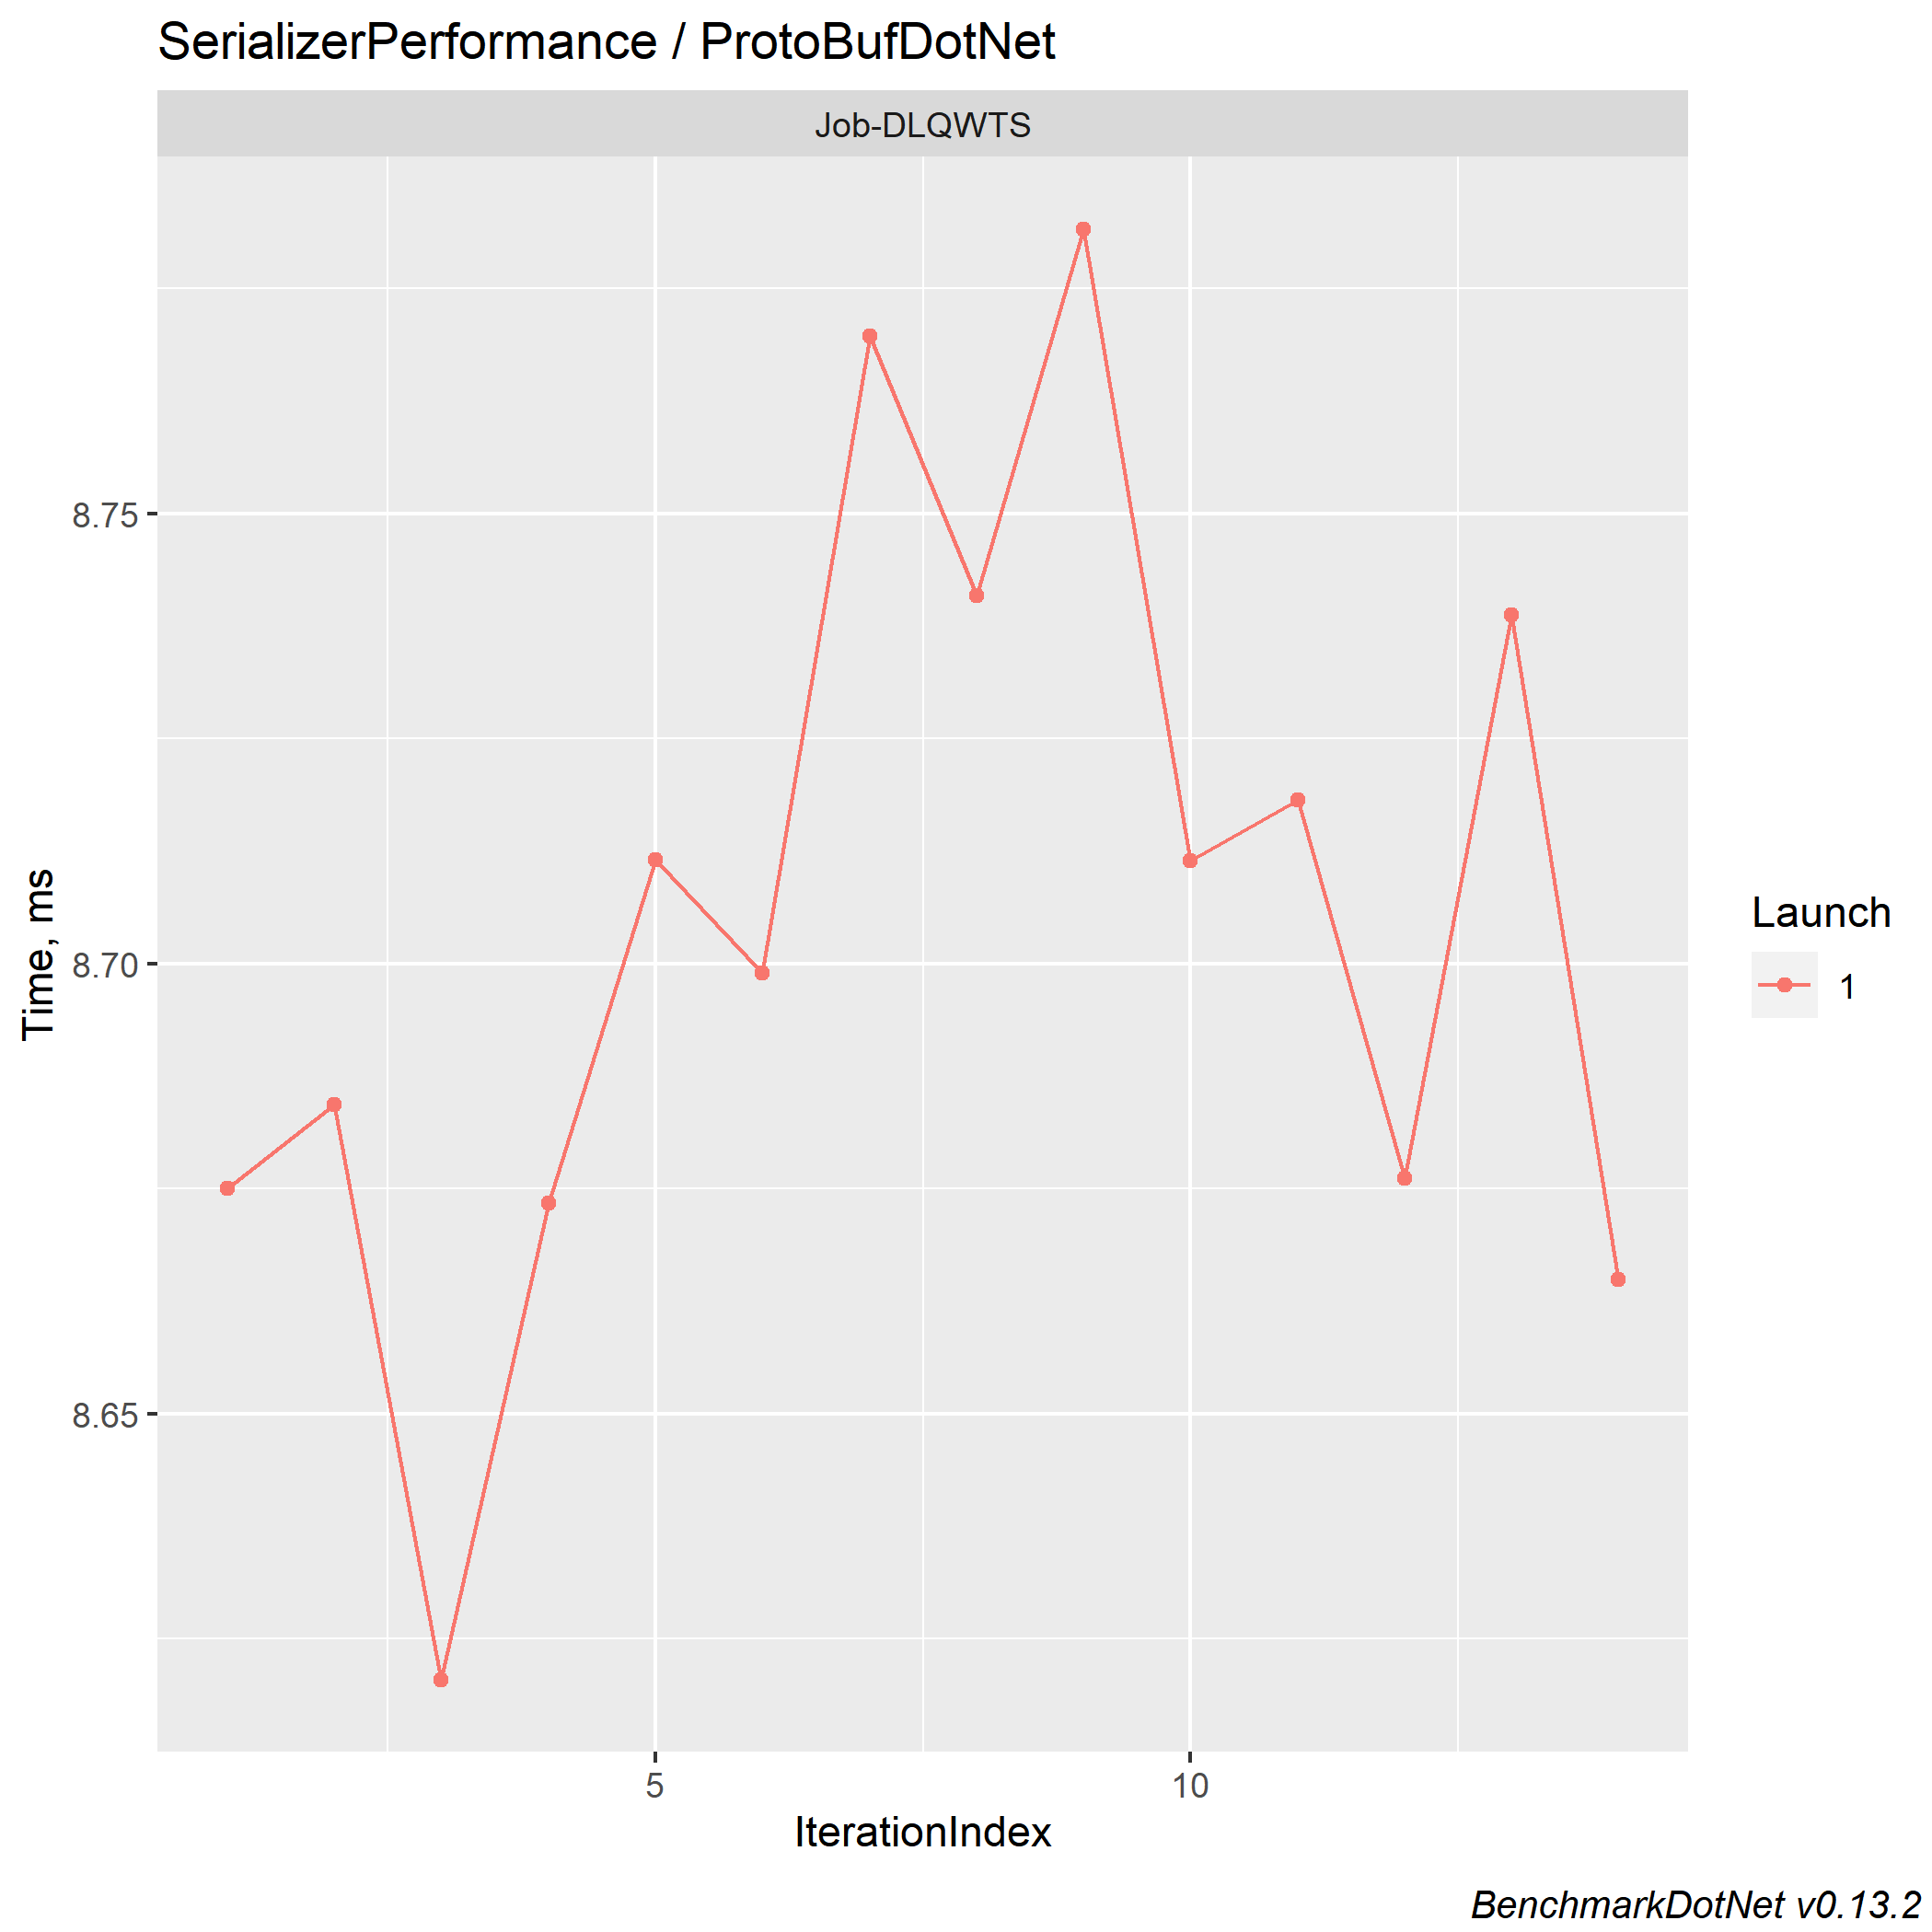 SerializerPerformance / ProtoBufDotNet
Job-DLQWTS
8.75
8.70
8.65
Time, ms
5
10
IterationIndex
Launch
1
BenchmarkDotNet v0.13.2